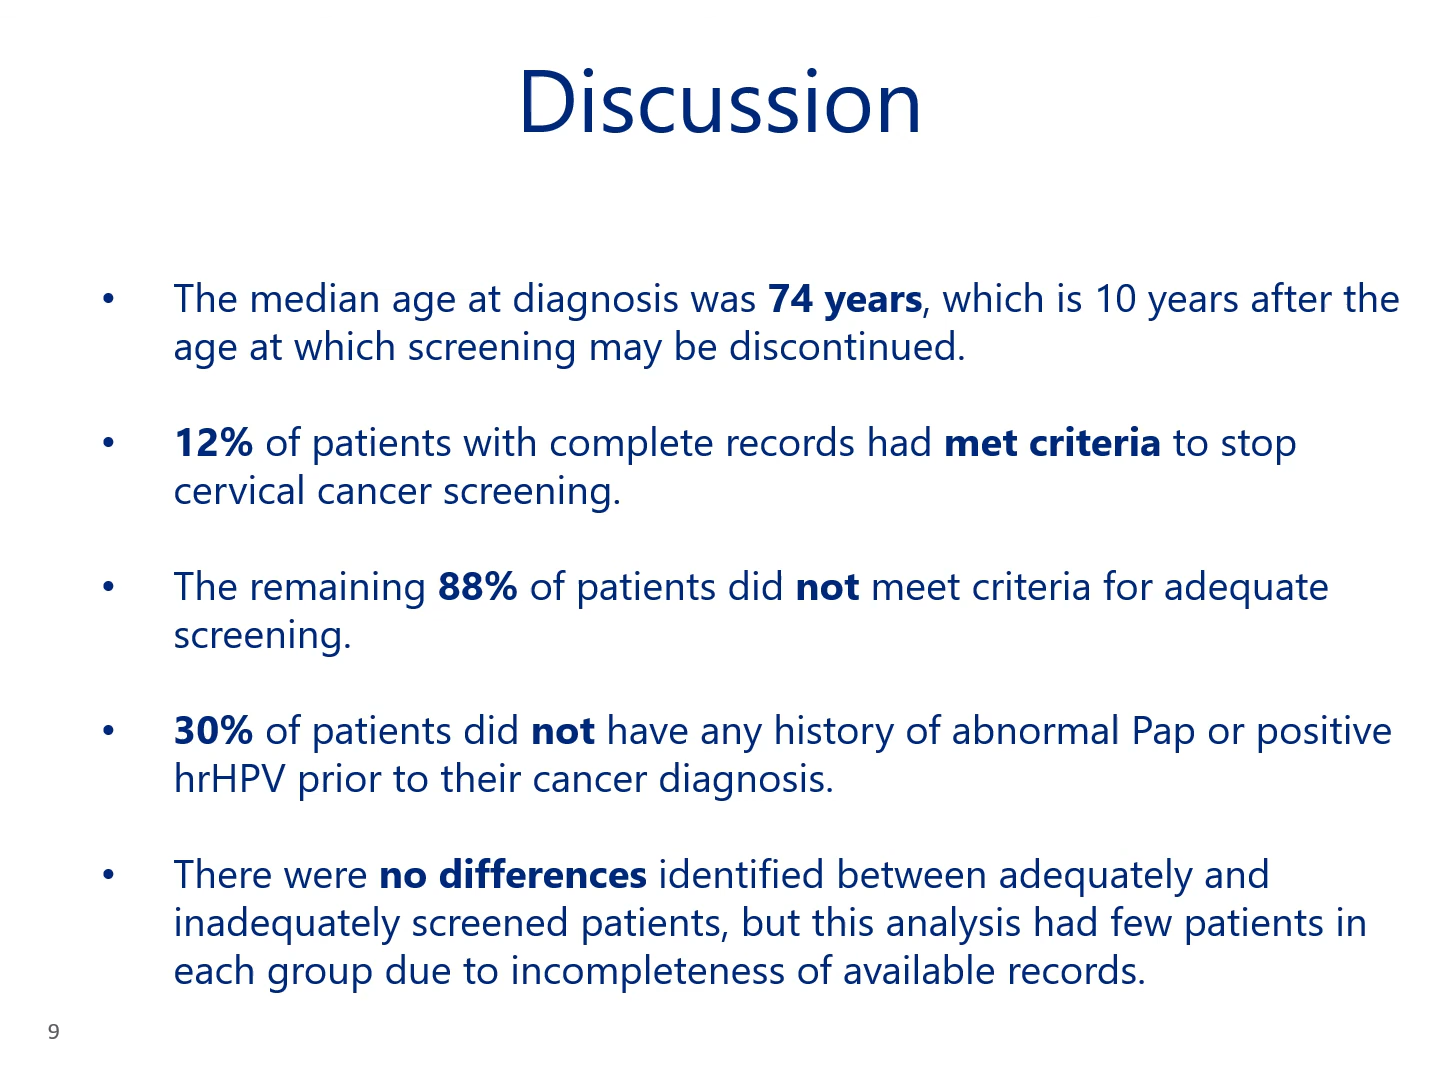 Discussion
• The median age at diagnosis was 74 years, which is 10 years after the
age at which screening may be discontinued.
• 12% of patients with complete records had met criteria to stop
cervical cancer screening.
• The remaining 88% of patients did not meet criteria for adequate
screening.
• 30% of patients did not have any history of abnormal Pap or positive
hrHPV prior to their cancer diagnosis.
• There were no differences identified between adequately and
inadequately screened patients, but this analysis had few patients in
each group due to incompleteness of available records.
9